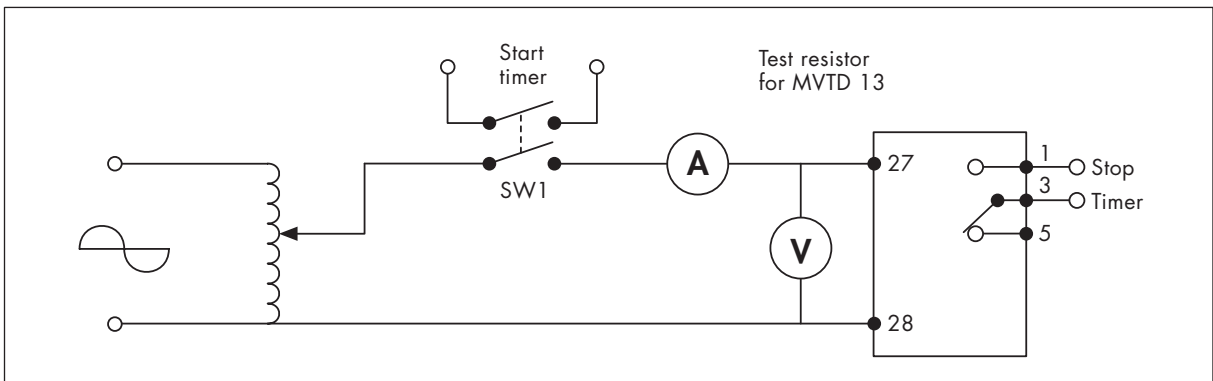 Start
timer
Test resistor
for MVTD 13
SW1
A
V
27
28
1
Stop
3
Timer
5